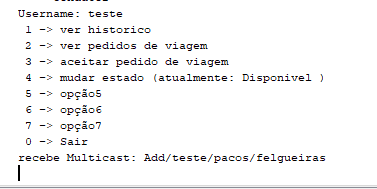 Username: teste
1 -> ver historico
2 -> ver pedidos de viagem
3 -> aceitar pedido de viagem
4 -> mudar estado (atualmente: Disponivel )
5 -> opção5
6 -> opção6
7 -> opção7
0 -> Sair
recebe Multicast: Add/teste/pacos/felgueiras